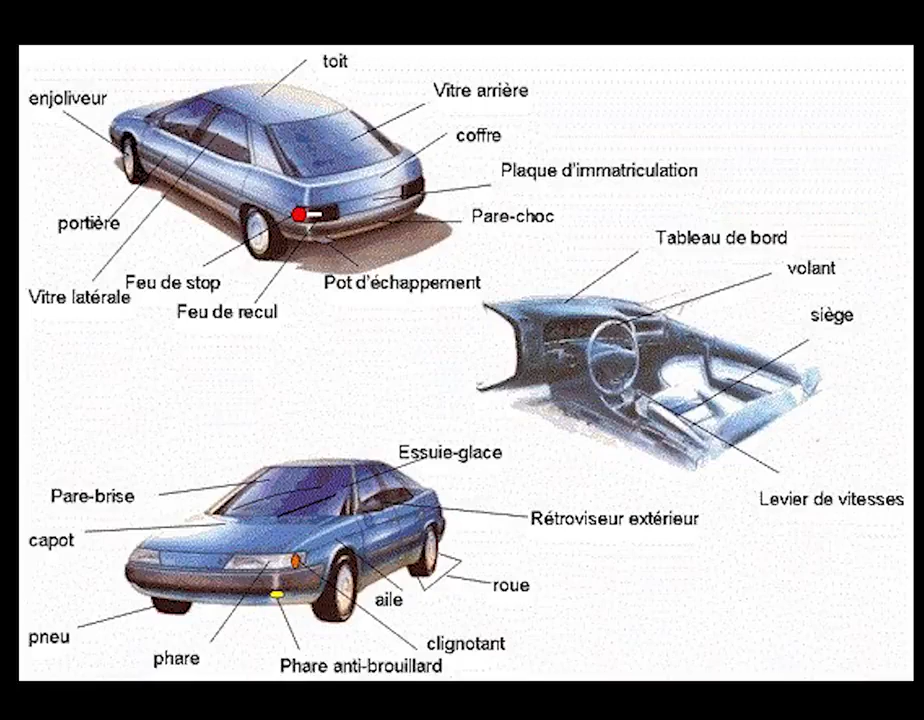 toit
enjoliveur
Vitre arrière
coffre
Plaque d'immatriculation
Pare-choc
portière
Feu de stop
Pot d'échappement
Vitre latérale
Feu de recul
Tableau de bord
volant
siège
Levier de vitesses
Essuie-glace
Pare-brise
Rétroviseur extérieur
capot
roue
aile
pneu
phare
clignotant
Phare anti-brouillard